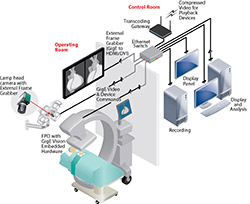 Control Room
Compressed
Video for
Playback
Devices
Transcoding
Gateway
External
Frame
Grabber
(GigE to
HDMI/DVI)
Ethernet
Switch
Operating
Room
Lamp head
camera with
External Frame
Grabber
GigE Video
& Device
Commands
Display
Panel
Display and
Analysis
Recording
FPD with
GigE Vision
Embedded
Hardware